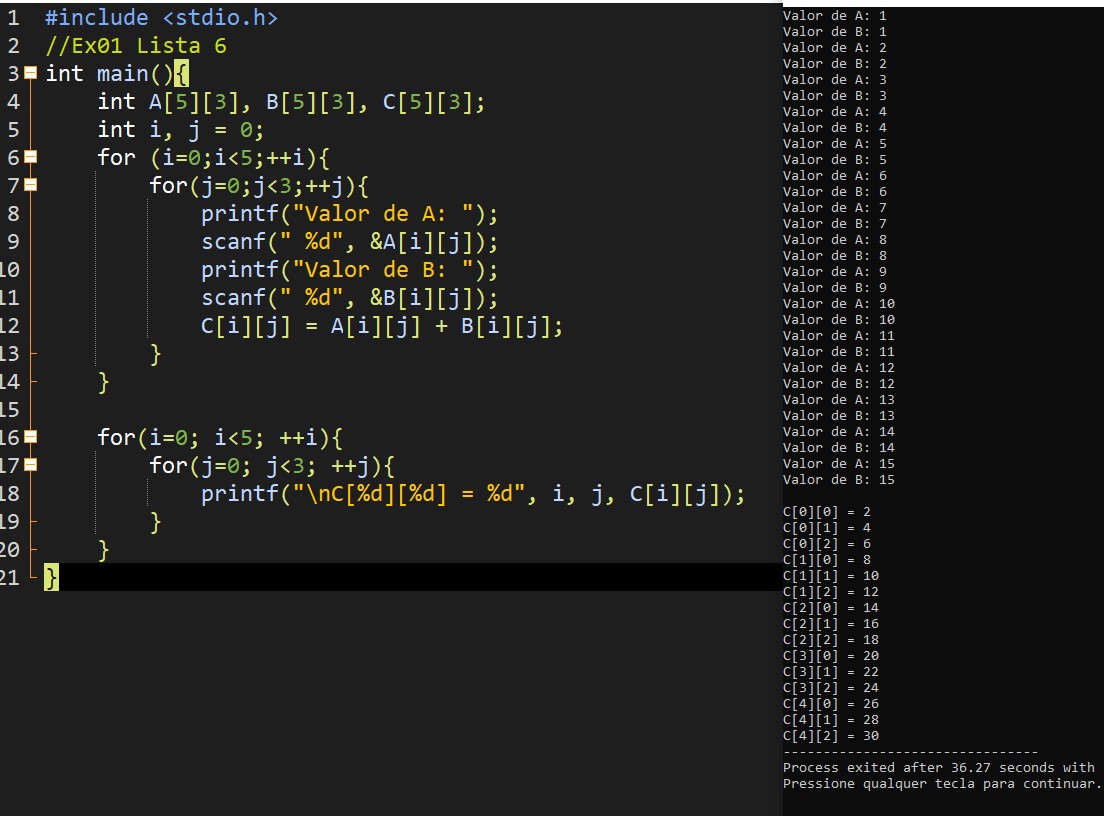 1 #include <stdio.h>
2 //Ex01 Lista 6
3 int main(){
4 int A[5][3], B[5][3], C[5][3];
5 int i, j = 0;
6 for (i=0;i<5;++i){
7 for(j=0;j<3;++j){
8 printf("Valor de A: ");
9 scanf(" %d", &A[i][j]);
10 printf("Valor de B: ");
11 scanf(" %d", &B[i][j]);
12 C[i][j] = A[i][j] + B[i][j];
13 }
14 }
15
16 for(i=0; i<5; ++i){
17 for(j=0; j<3; ++j){
18 printf("\nC[%d][%d] = %d", i, j, C[i][j]);
19 }
20 }
21 }
Valor de A: 1
Valor de B: 1
Valor de A: 2
Valor de B: 2
Valor de A: 3
Valor de B: 3
Valor de A: 4
Valor de B: 4
Valor de A: 5
Valor de B: 5
Valor de A: 6
Valor de B: 6
Valor de A: 7
Valor de B: 7
Valor de A: 8
Valor de B: 8
Valor de A: 9
Valor de B: 9
Valor de A: 10
Valor de B: 10
Valor de A: 11
Valor de B: 11
Valor de A: 12
Valor de B: 12
Valor de A: 13
Valor de B: 13
Valor de A: 14
Valor de B: 14
Valor de A: 15
Valor de B: 15
C[0][0] = 2
C[0][1] = 4
C[0][2] = 6
C[1][0] = 8
C[1][1] = 10
C[1][2] = 12
C[2][0] = 14
C[2][1] = 16
C[2][2] = 18
C[3][0] = 20
C[3][1] = 22
C[3][2] = 24
C[4][0] = 26
C[4][1] = 28
C[4][2] = 30
--------------------------------
Process exited after 36.27 seconds with
Pressione qualquer tecla para continuar.